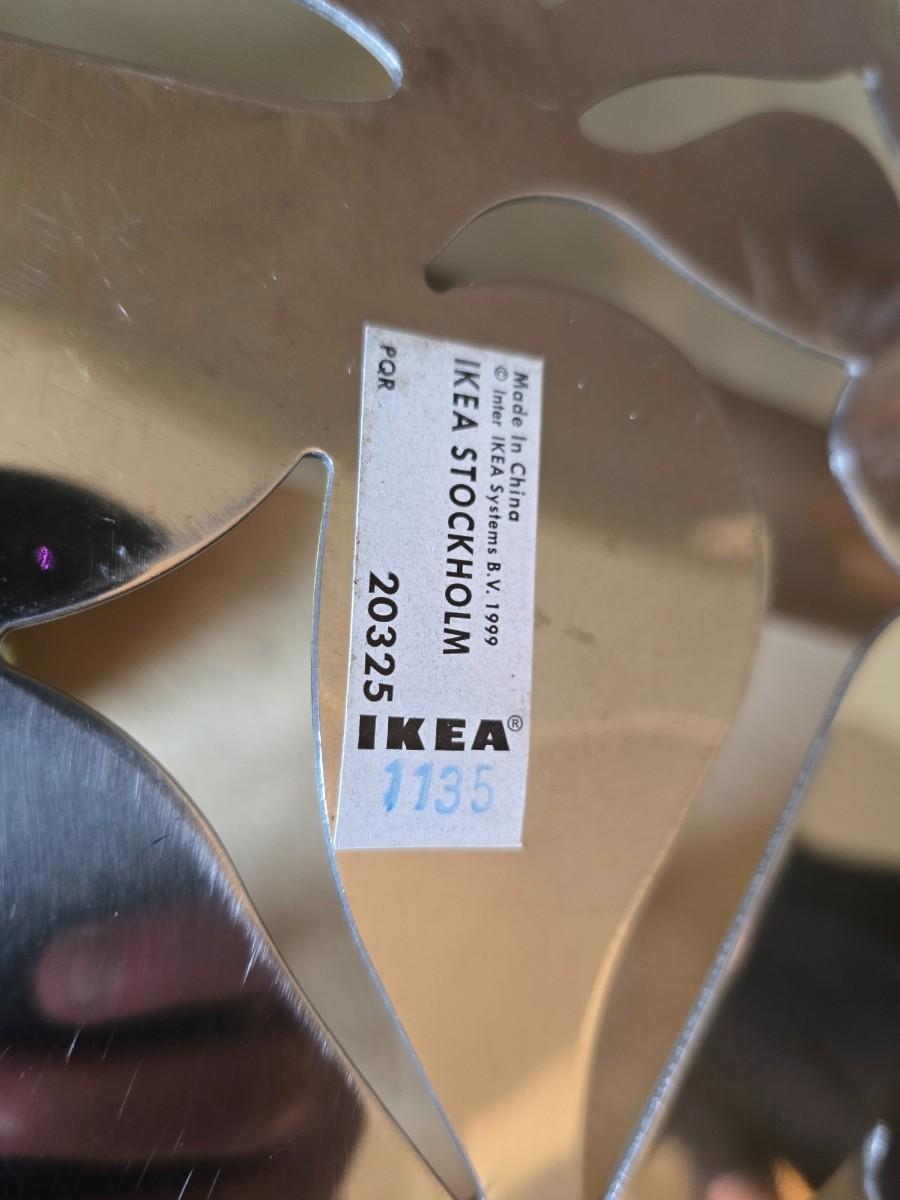 Made In China
© Inter IKEA Systems B.V. 1999
IKEA STOCKHOLM
PQR
20325
IKEA®
1135